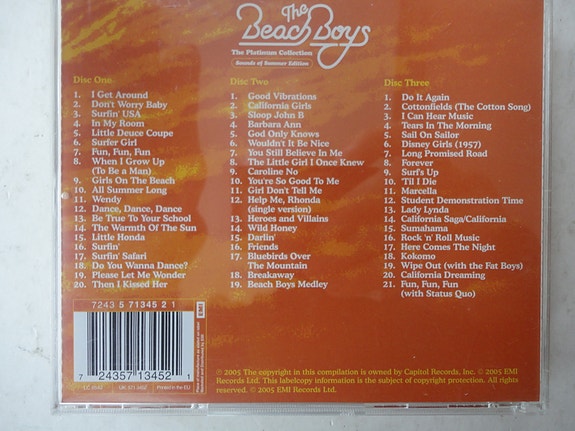 The
Beach Boys
The Platinum Collection
Sounds of Summer Edition
Disc One
1. I Get Around
2. Don't Worry Baby
3. Surfin' USA
4. In My Room
5. Little Deuce Coupe
6. Surfer Girl
7. Fun, Fun, Fun
8. When I Grow Up
(To Be a Man)
9. Girls On The Beach
10. All Summer Long
11. Wendy
12. Dance, Dance, Dance
13. Be True To Your School
14. The Warmth Of The Sun
15. Little Honda
16. Surfin'
17. Surfin' Safari
18. Do You Wanna Dance?
19. Please Let Me Wonder
20. Then I Kissed Her
Disc Two
1. Good Vibrations
2. California Girls
3. Sloop John B
4. Barbara Ann
5. God Only Knows
6. Wouldn't It Be Nice
7. You Still Believe In Me
8. The Little Girl I Once Knew
9. Caroline No
10. You're So Good To Me
11. Girl Don't Tell Me
12. Help Me, Rhonda
(single version)
13. Heroes and Villains
14. Wild Honey
15. Darlin'
16. Friends
17. Bluebirds Over
The Mountain
18. Breakaway
19. Beach Boys Medley
Disc Three
1. Do It Again
2. Cottonfields (The Cotton Song)
3. I Can Hear Music
4. Tears In The Morning
5. Sail On Sailor
6. Disney Girls (1957)
7. Long Promised Road
8. Forever
9. Surf's Up
10. 'Til I Die
11. Marcella
12. Student Demonstration Time
13. Lady Lynda
14. California Saga/California
15. Sumahama
16. Rock 'n' Roll Music
17. Here Comes The Night
18. Kokomo
19. Wipe Out (with the Fat Boys)
20. California Dreaming
21. Fun, Fun, Fun
(with Status Quo)
7243 5 71345 2 1
7 24357 13452 1
EMI
Printed in the EU
℗ 2005 The copyright in this compilation is owned by Capitol Records, Inc. © 2005 EMI
Records Ltd. This labelcopy information is the subject of copyright protection. All rights
reserved. © 2005 EMI Records Ltd.